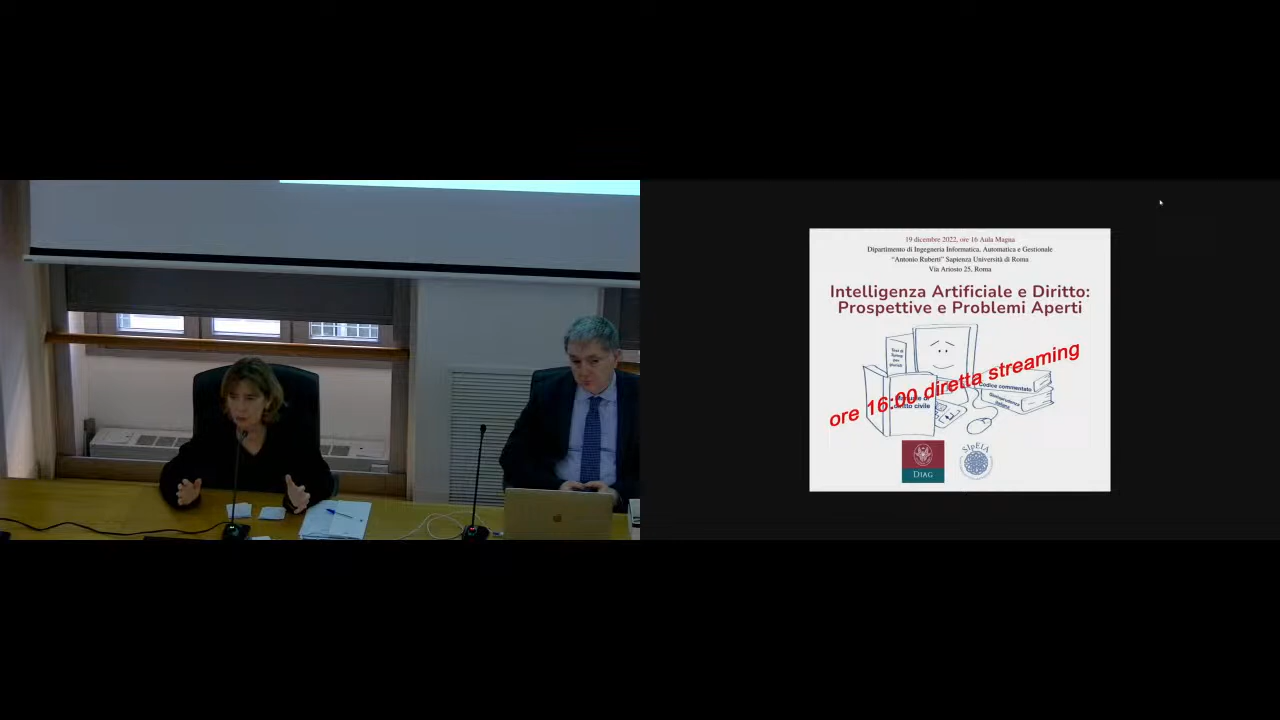 19 dicembre 2022, ore 16 Aula Magna
Dipartimento di Ingegneria Informatica, Automatica e Gestionale
“Antonio Ruberti” Sapienza Università di Roma
Via Ariosto 25, Roma
Intelligenza Artificiale e Diritto:
Prospettive e Problemi Aperti
ore 16:00 diretta streaming
Codice commentato
diritto civile
DIAG
SIpEIA